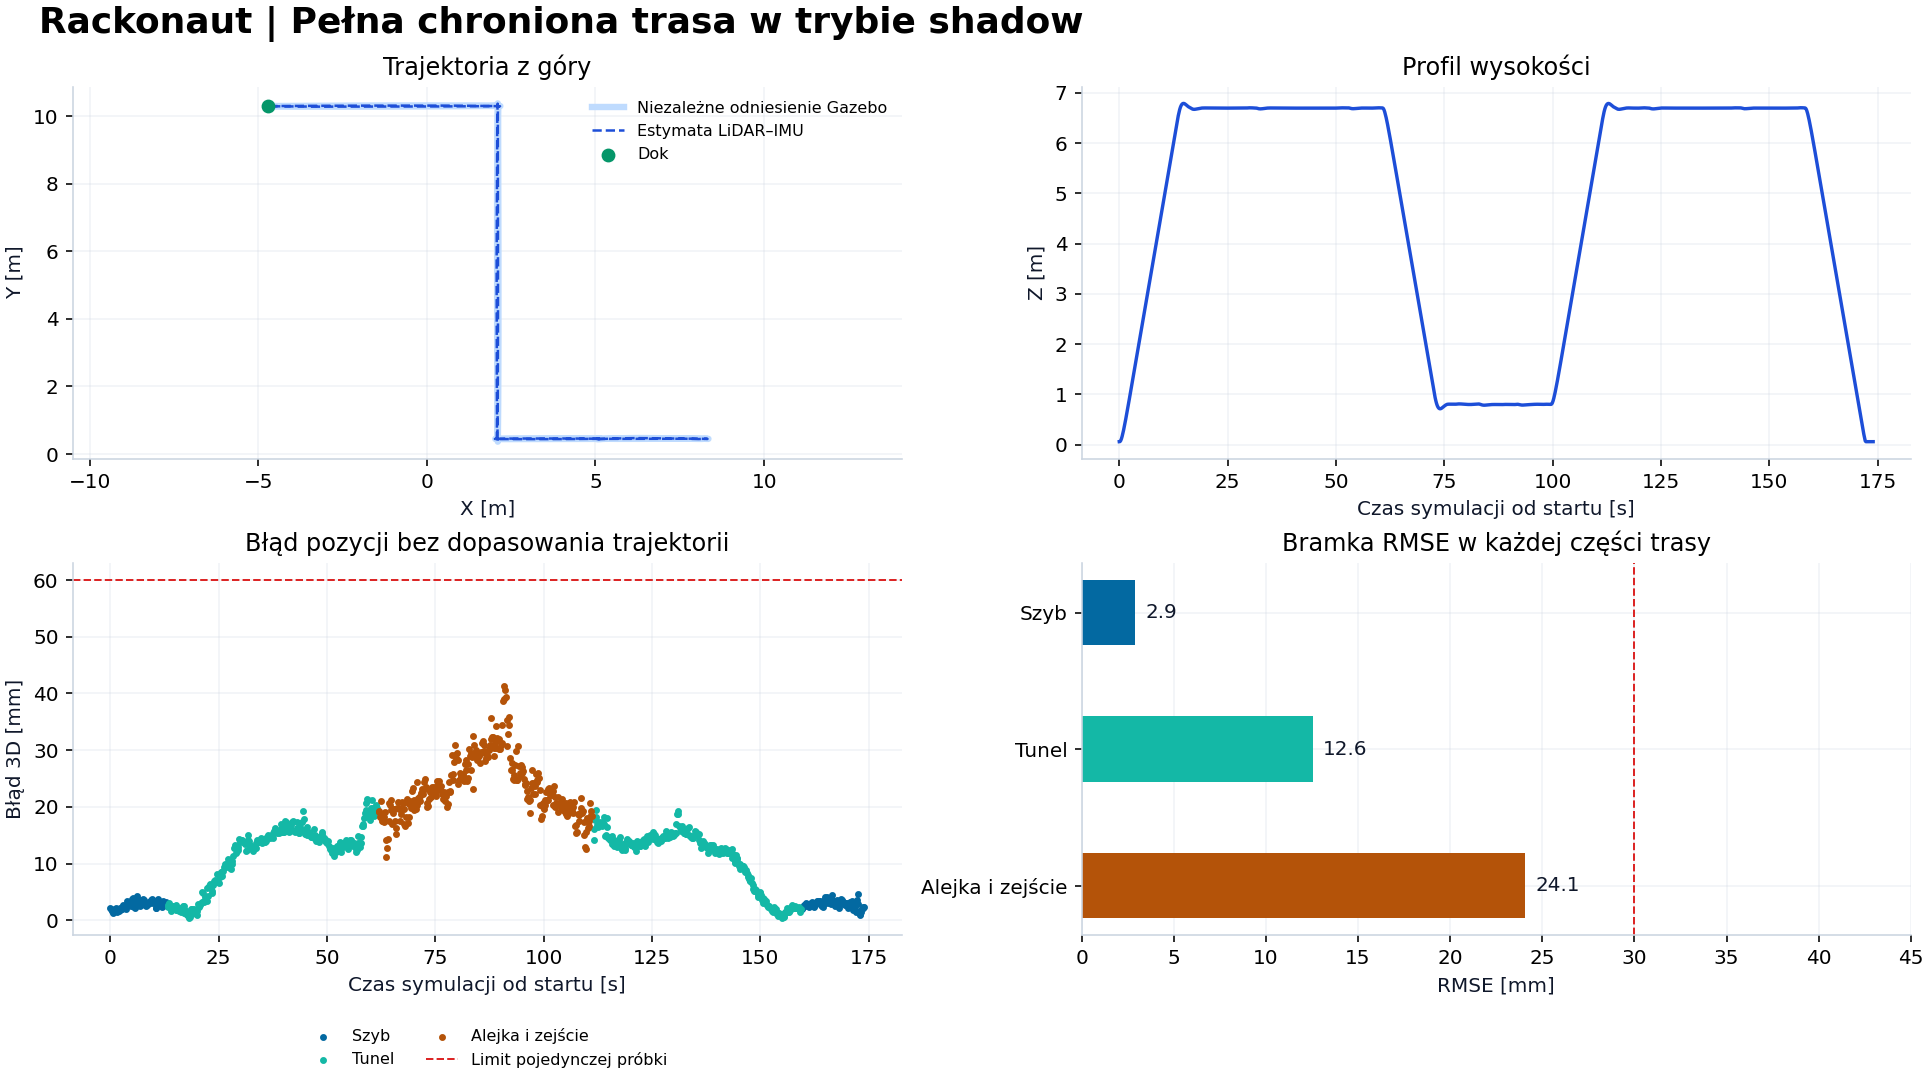 Rackonaut | Pełna chroniona trasa w trybie shadow
Trajektoria z góry
Y [m]
10
8
6
4
2
0
−10
−5
0
5
10
X [m]
Niezależne odniesienie Gazebo
Estymata LiDAR–IMU
Dok
Profil wysokości
Z [m]
7
6
5
4
3
2
1
0
0
25
50
75
100
125
150
175
Czas symulacji od startu [s]
Błąd pozycji bez dopasowania trajektorii
Błąd 3D [mm]
60
50
40
30
20
10
0
0
25
50
75
100
125
150
175
Czas symulacji od startu [s]
Szyb
Tunel
Alejka i zejście
Limit pojedynczej próbki
Bramka RMSE w każdej części trasy
Szyb
2.9
Tunel
12.6
Alejka i zejście
24.1
0
5
10
15
20
25
30
35
40
45
RMSE [mm]